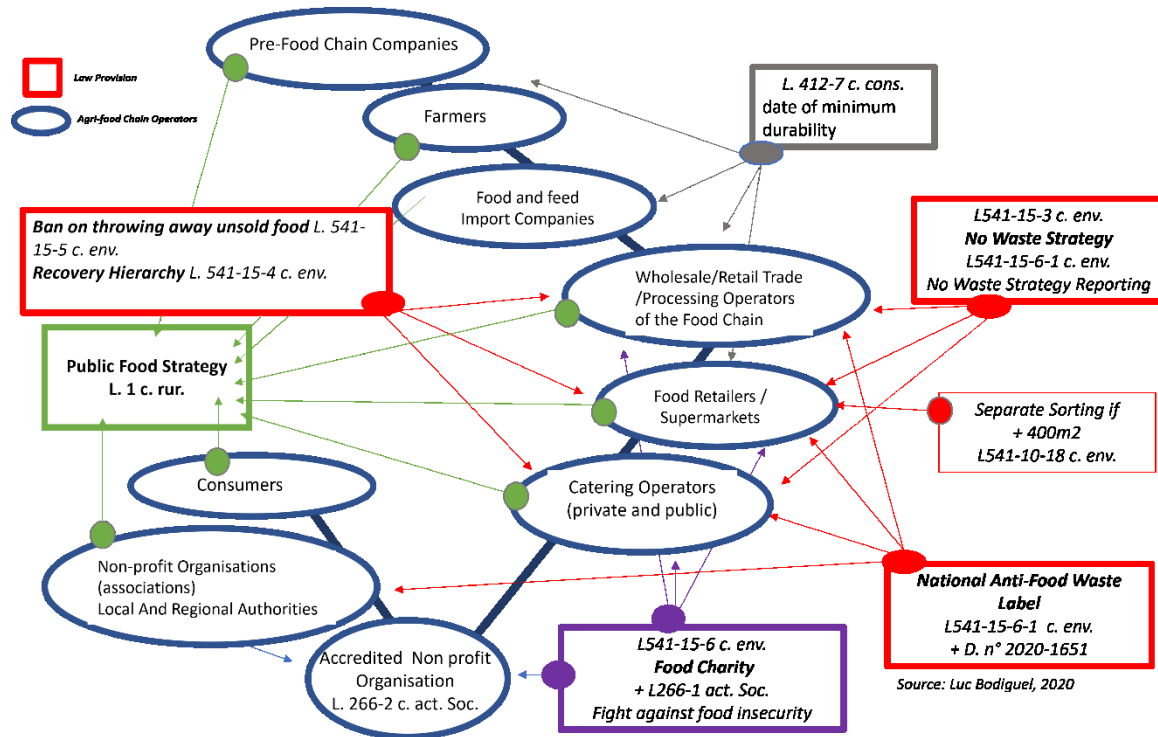 Pre-Food Chain Companies
Law Provision
Agri-food Chain Operators
Farmers
L. 412-7 c. cons.
date of minimum
durability
Food and feed
Import Companies
Ban on throwing away unsold food L. 541-
15-5 c. env.
Recovery Hierarchy L. 541-15-4 c. env.
L541-15-3 c. env.
No Waste Strategy
L541-15-6-1 c. env.
No Waste Strategy Reporting
Wholesale/Retail Trade
/Processing Operators
of the Food Chain
Public Food Strategy
L. 1 c. rur.
Food Retailers /
Supermarkets
Separate Sorting if
+ 400m2
L541-10-18 c. env.
Consumers
Catering Operators
(private and public)
Non-profit Organisations
(associations)
Local And Regional Authorities
National Anti-Food Waste
Label
L541-15-6-1 c. env.
+ D. n° 2020-1651
Accredited Non profit
Organisation
L. 266-2 c. act. Soc.
L541-15-6 c. env.
Food Charity
+ L266-1 act. Soc.
Fight against food insecurity
Source: Luc Bodiguel, 2020